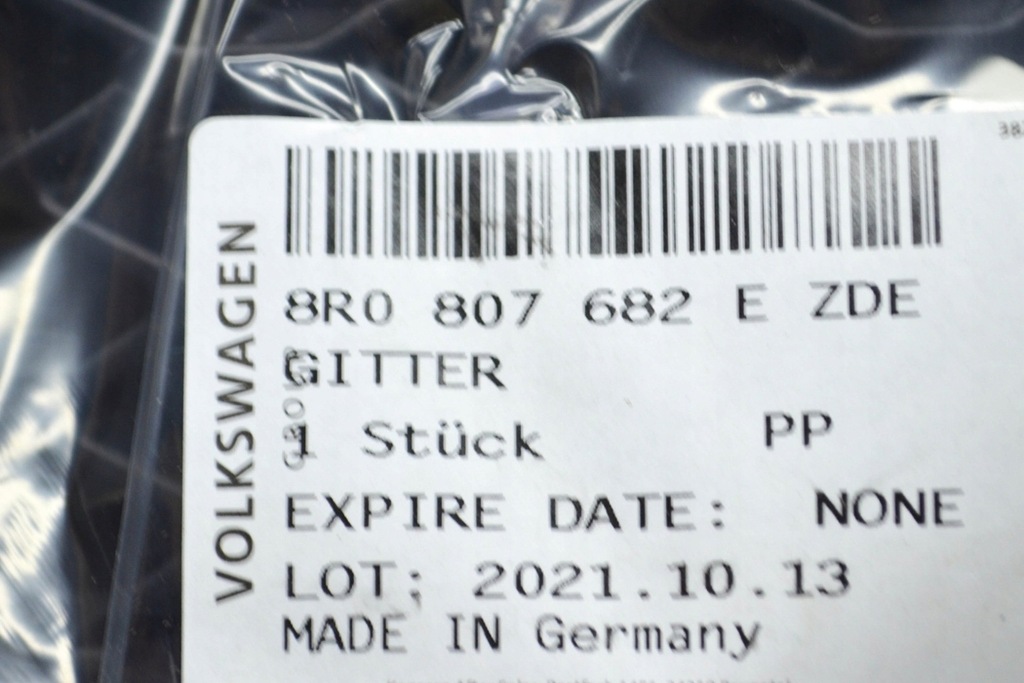 VOLKSWAGEN
8R0 807 682 E ZDE
GITTER
1 Stück PP
EXPIRE DATE: NONE
LOT: 2021.10.13
MADE IN Germany